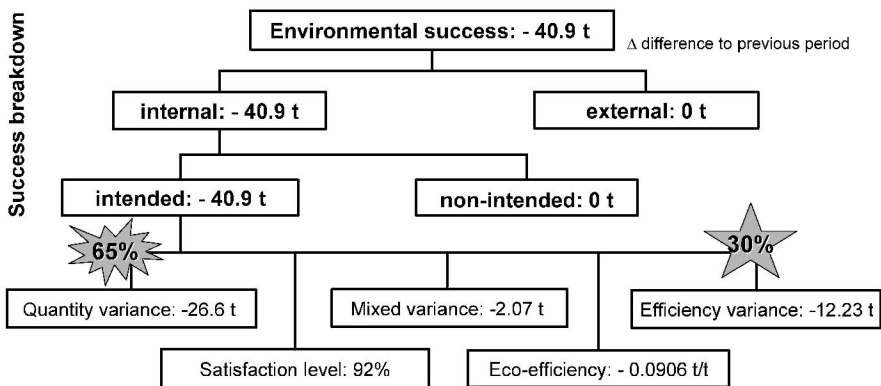 Success breakdown
Environmental success: - 40.9 t
Δ difference to previous period
internal: - 40.9 t
external: 0 t
intended: - 40.9 t
non-intended: 0 t
65%
30%
Quantity variance: -26.6 t
Mixed variance: -2.07 t
Efficiency variance: -12.23 t
Satisfaction level: 92%
Eco-efficiency: - 0.0906 t/t